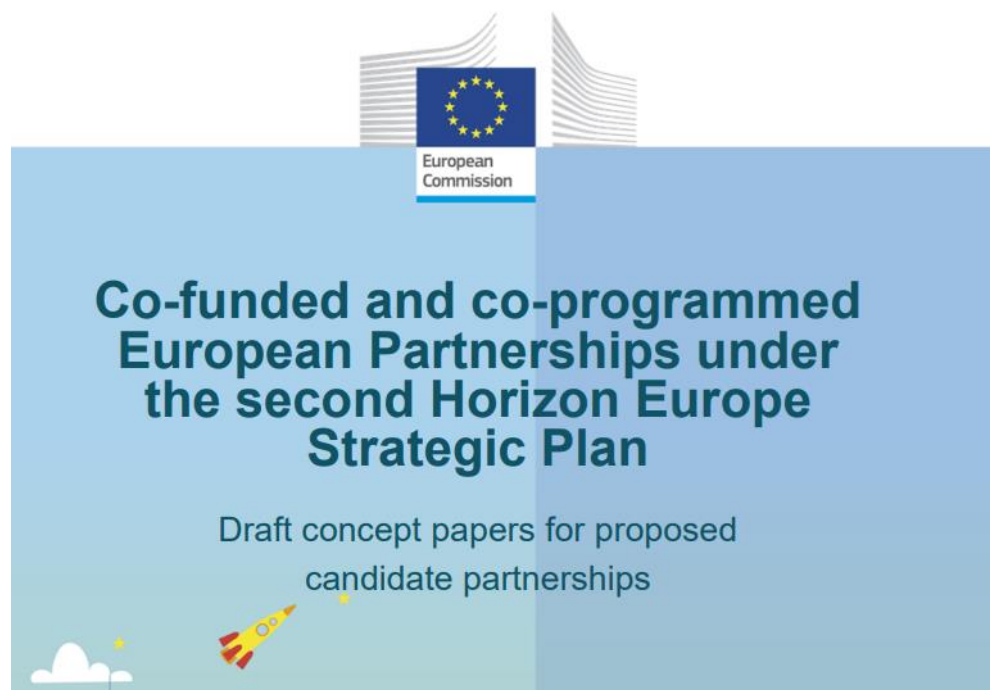 European
Commission
Co-funded and co-programmed
European Partnerships under
the second Horizon Europe
Strategic Plan
Draft concept papers for proposed
candidate partnerships